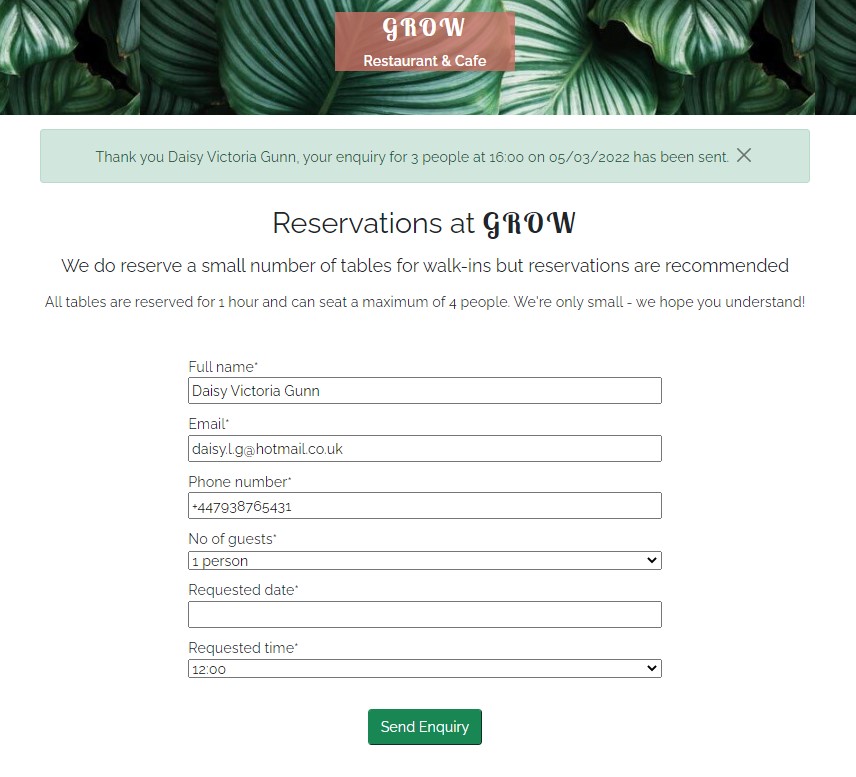 GROW
Restaurant & Cafe
Thank you Daisy Victoria Gunn, your enquiry for 3 people at 16:00 on 05/03/2022 has been sent.
Reservations at GROW
We do reserve a small number of tables for walk-ins but reservations are recommended
All tables are reserved for 1 hour and can seat a maximum of 4 people. We're only small - we hope you understand!
Full name*
Daisy Victoria Gunn
Email*
daisy.l.g@hotmail.co.uk
Phone number*
+447938765431
No of guests*
1 person
Requested date*
Requested time*
12:00
Send Enquiry